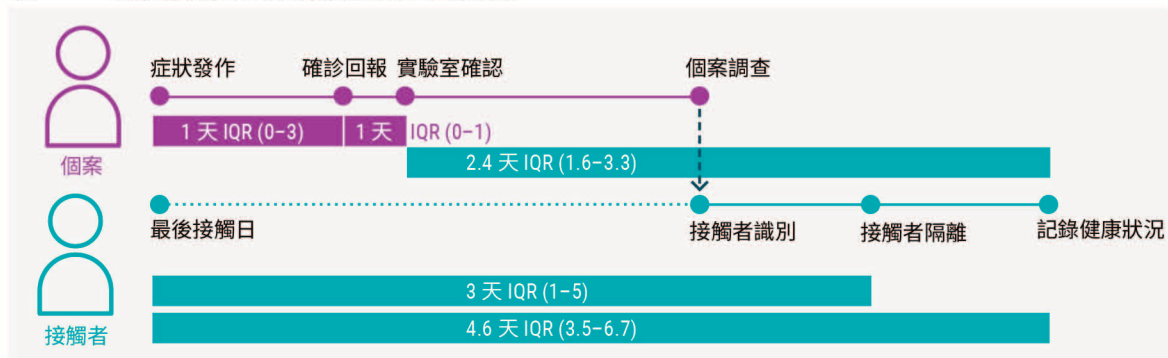 症狀發作 確診回報 實驗室確認 個案調查
1 天 IQR (0–3) 1 天 IQR (0–1)
2.4 天 IQR (1.6–3.3)
個案
最後接觸日 接觸者識別 接觸者隔離 記錄健康狀況
3 天 IQR (1–5)
4.6 天 IQR (3.5–6.7)
接觸者